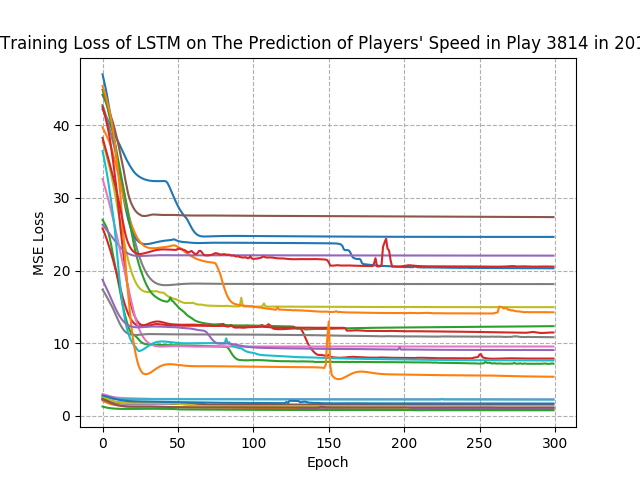 Training Loss of LSTM on The Prediction of Players' Speed in Play 3814 in 201
MSE Loss
40
30
20
10
0
0 50 100 150 200 250 300
Epoch